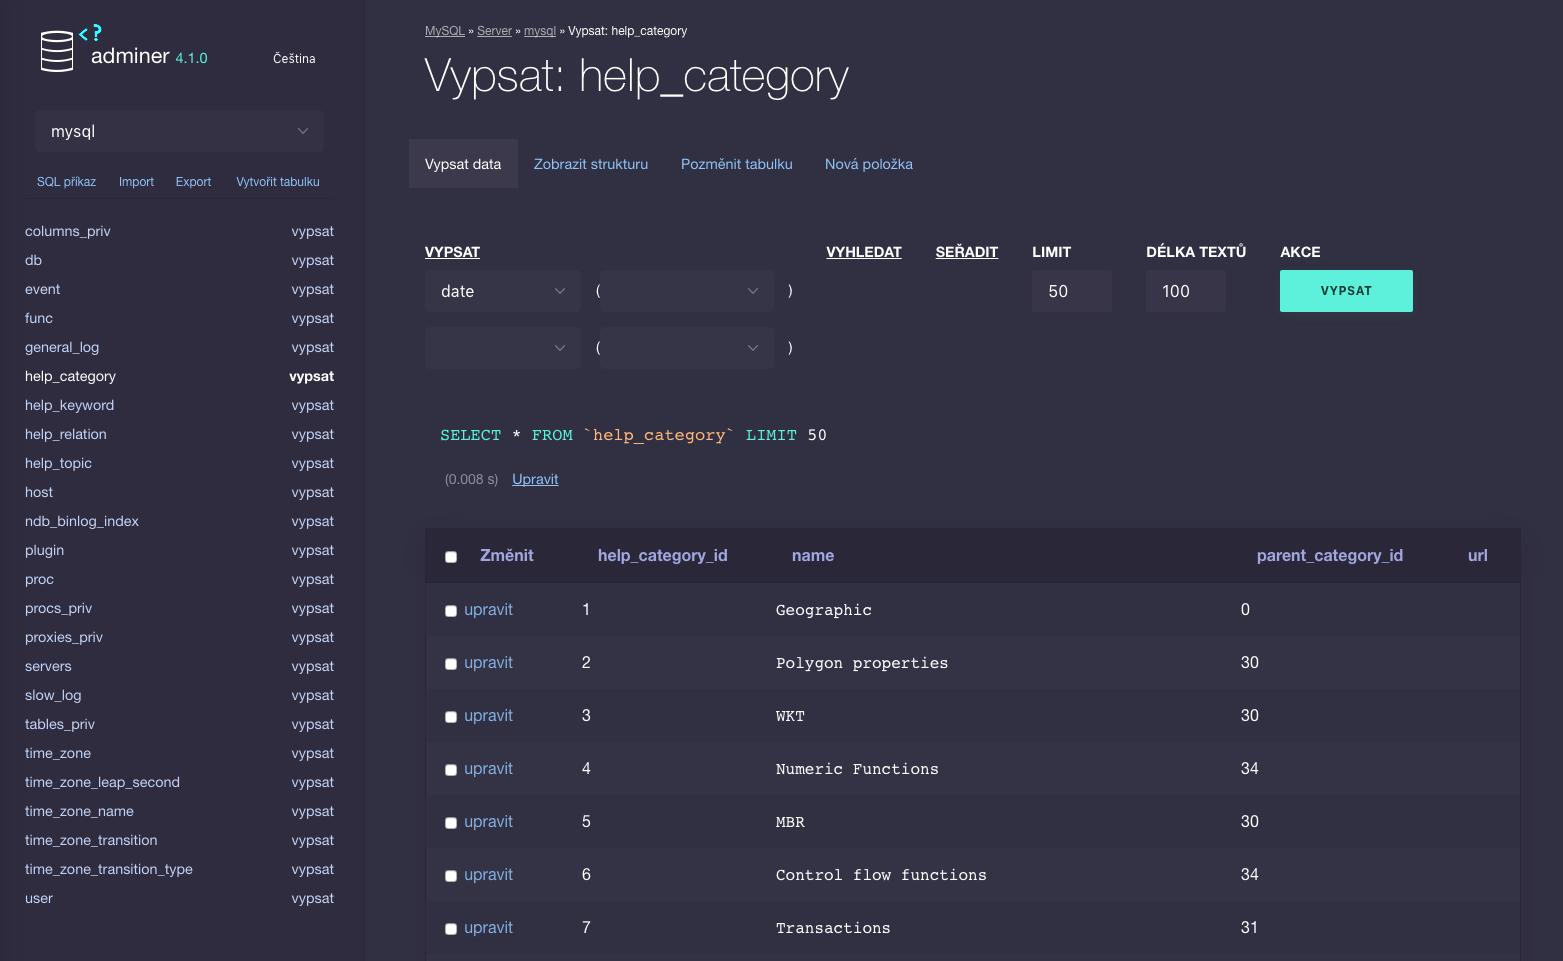 <?
adminer 4.1.0
Čeština
mysql
SQL příkaz Import Export Vytvořit tabulku
columns_priv vypsat
db vypsat
event vypsat
func vypsat
general_log vypsat
help_category vypsat
help_keyword vypsat
help_relation vypsat
help_topic vypsat
host vypsat
ndb_binlog_index vypsat
plugin vypsat
proc vypsat
procs_priv vypsat
proxies_priv vypsat
servers vypsat
slow_log vypsat
tables_priv vypsat
time_zone vypsat
time_zone_leap_second vypsat
time_zone_name vypsat
time_zone_transition vypsat
time_zone_transition_type vypsat
user vypsat
MySQL » Server » mysql » Vypsat: help_category
Vypsat: help_category
Vypsat data Zobrazit strukturu Pozměnit tabulku Nová položka
VYPSAT VYHLEDAT SEŘADIT LIMIT DÉLKA TEXTŮ AKCE
date ( ) 50 100 VYPSAT
( )
SELECT * FROM `help_category` LIMIT 50
(0.008 s) Upravit
Změnit help_category_id name parent_category_id url
upravit 1 Geographic 0
upravit 2 Polygon properties 30
upravit 3 WKT 30
upravit 4 Numeric Functions 34
upravit 5 MBR 30
upravit 6 Control flow functions 34
upravit 7 Transactions 31